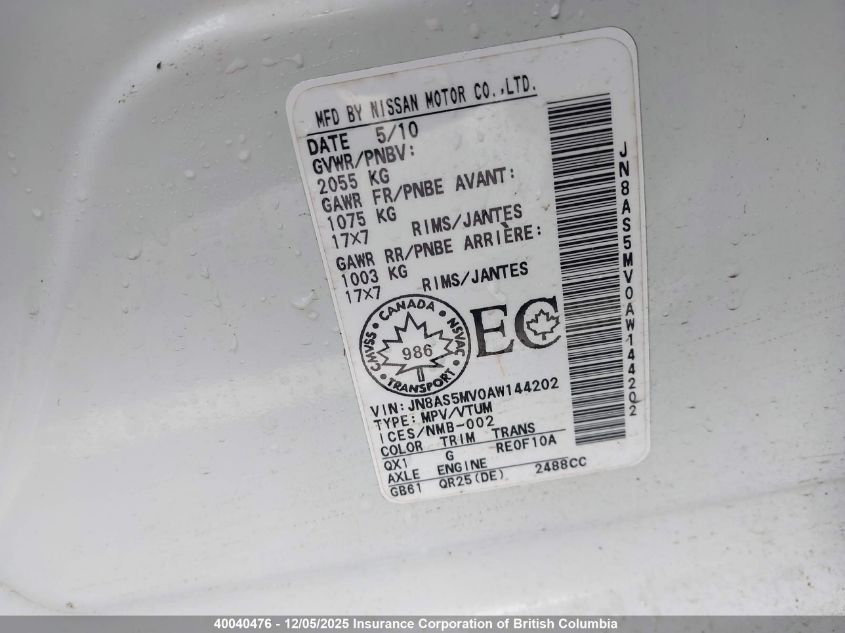 MFD BY NISSAN MOTOR CO.,LTD.
DATE 5/10
GVWR/PNBV:
2055 KG
GAWR FR/PNBE AVANT:
1075 KG
17X7 RIMS/JANTES
GAWR RR/PNBE ARRIÈRE:
1003 KG
17X7 RIMS/JANTES
CANADA
CMVSS NSVAC
986
TRANSPORT
EC
VIN: JN8AS5MV0AW144202
TYPE: MPV/VTUM
ICES/NMB-002
COLOR TRIM TRANS
QX1 G RE0F10A
AXLE ENGINE
GB61 QR25(DE) 2488CC
JN8AS5MV0AW144202
40040476 - 12/05/2025 Insurance Corporation of British Columbia